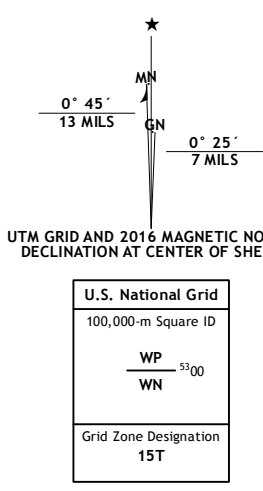 ★
MN
0° 45´
13 MILS
GN
0° 25´
7 MILS
UTM GRID AND 2016 MAGNETIC NO
DECLINATION AT CENTER OF SHE
U.S. National Grid
100,000-m Square ID
WP
5300
WN
Grid Zone Designation
15T